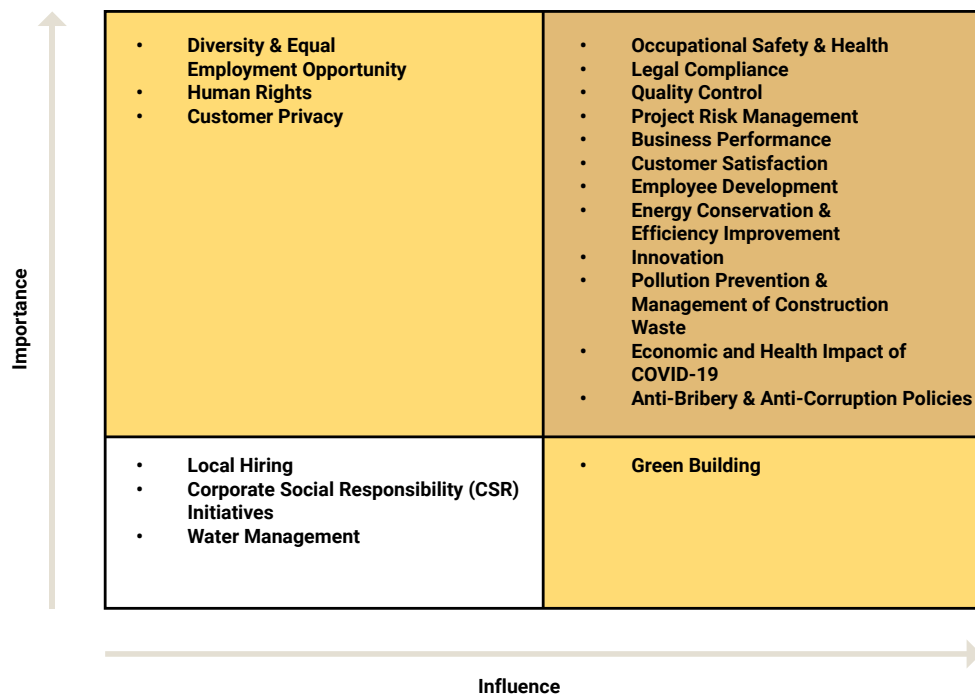 Importance
• Diversity & Equal
Employment Opportunity
• Human Rights
• Customer Privacy
• Occupational Safety & Health
• Legal Compliance
• Quality Control
• Project Risk Management
• Business Performance
• Customer Satisfaction
• Employee Development
• Energy Conservation &
Efficiency Improvement
• Innovation
• Pollution Prevention &
Management of Construction
Waste
• Economic and Health Impact of
COVID-19
• Anti-Bribery & Anti-Corruption Policies
• Local Hiring
• Corporate Social Responsibility (CSR)
Initiatives
• Water Management
• Green Building
Influence